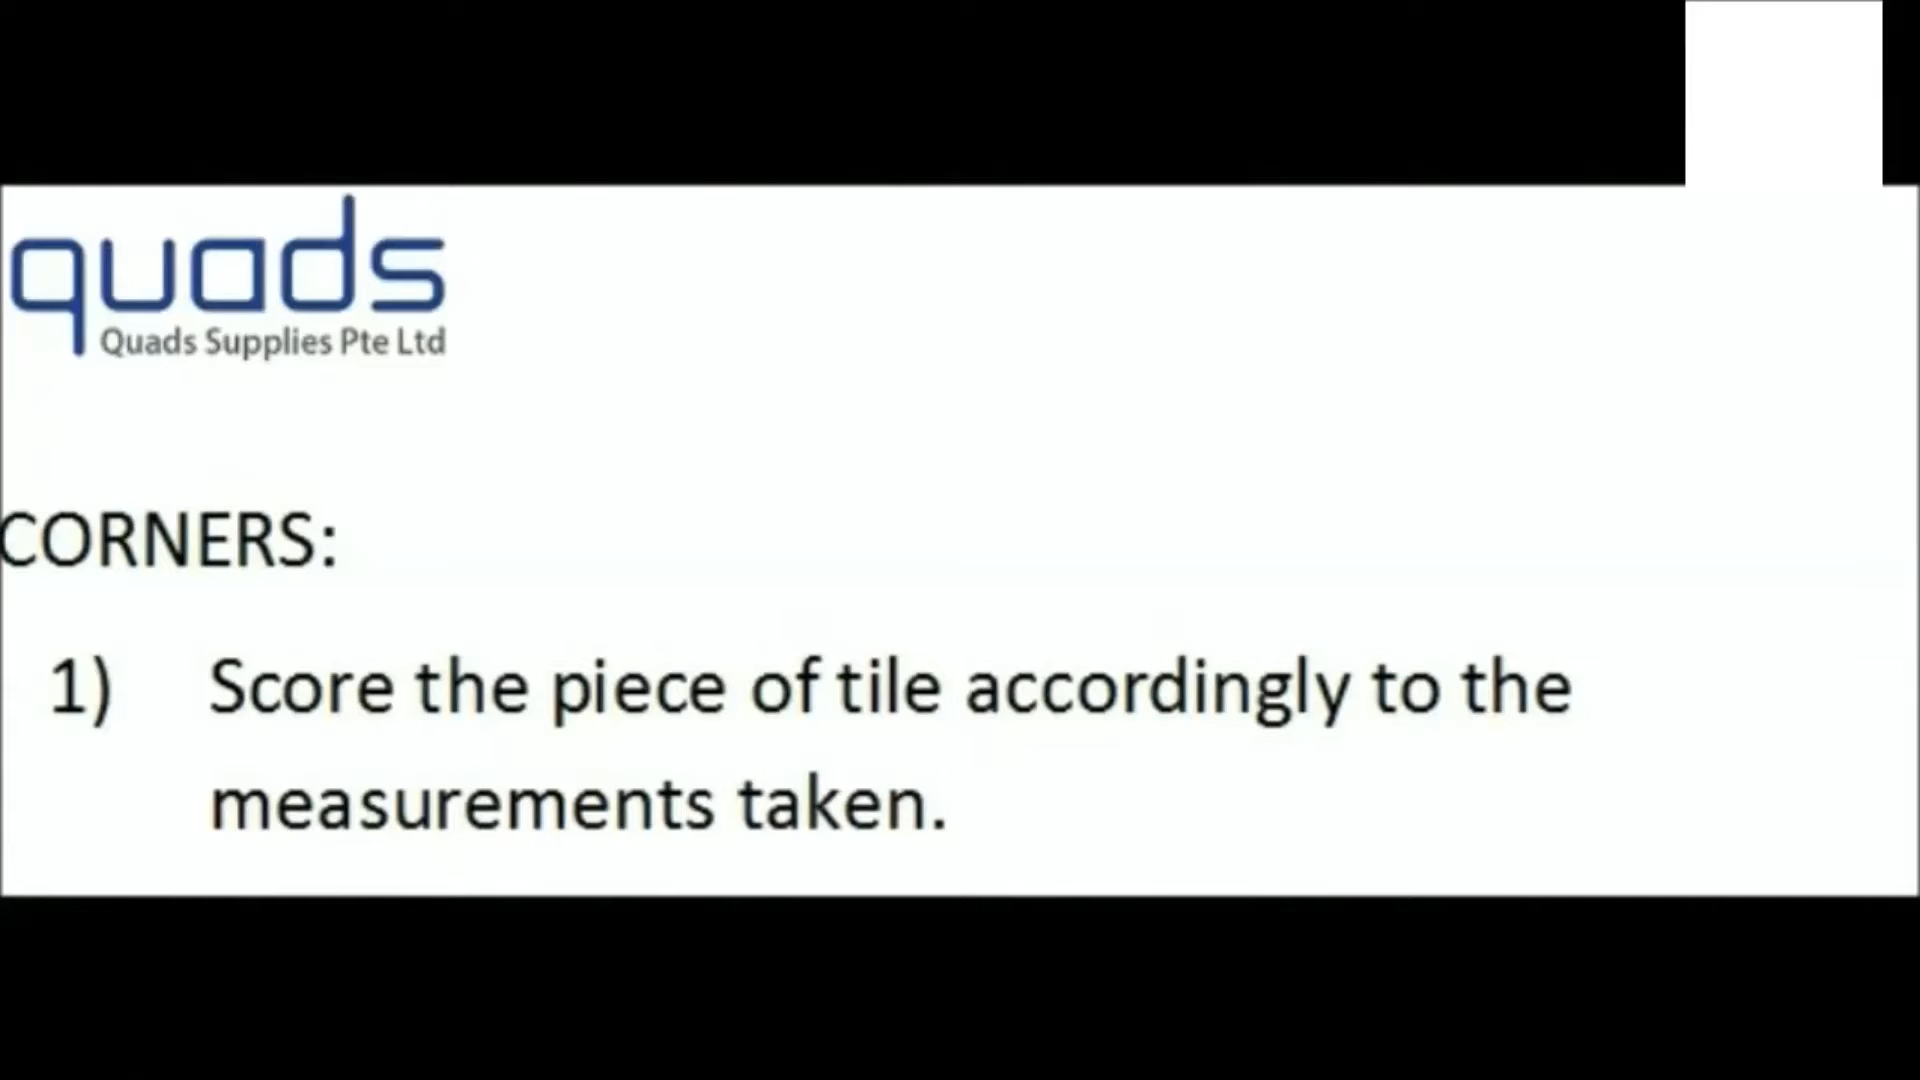 quads
Quads Supplies Pte Ltd
CORNERS:
1) Score the piece of tile accordingly to the
measurements taken.